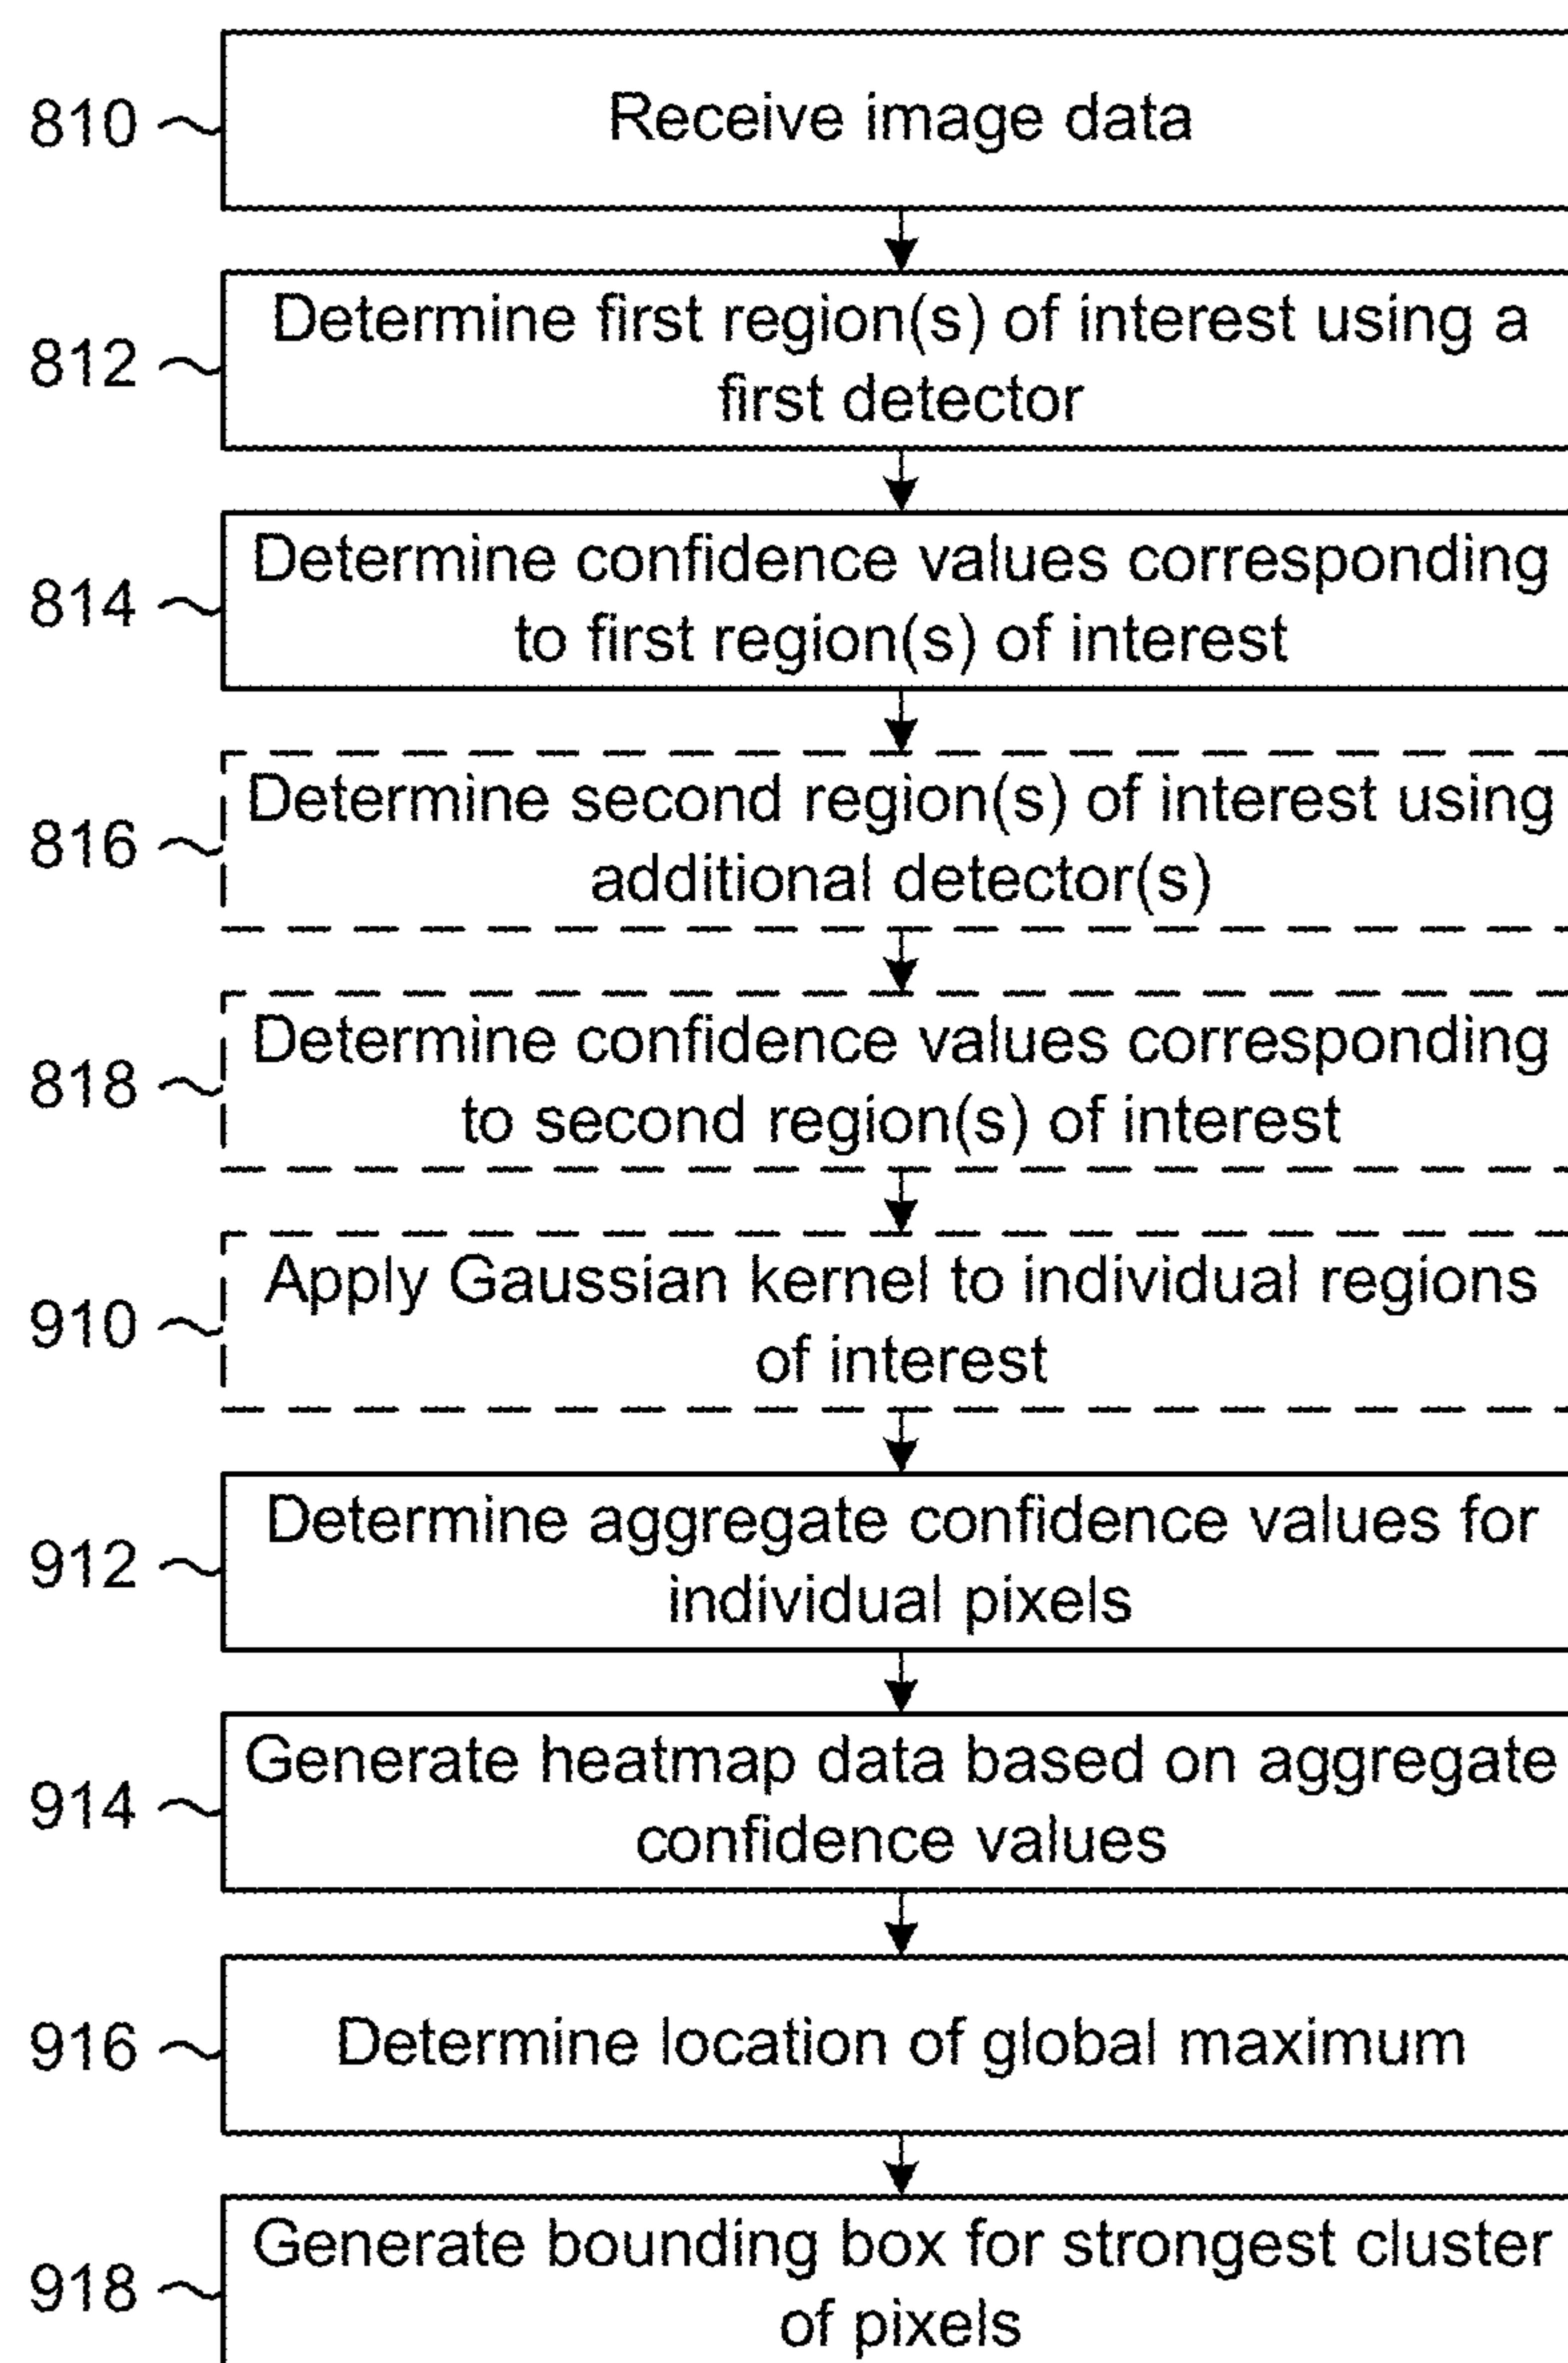 810
Receive image data
812
Determine first region(s) of interest using a
first detector
814
Determine confidence values corresponding
to first region(s) of interest
816
Determine second region(s) of interest using
additional detector(s)
818
Determine confidence values corresponding
to second region(s) of interest
910
Apply Gaussian kernel to individual regions
of interest
912
Determine aggregate confidence values for
individual pixels
914
Generate heatmap data based on aggregate
confidence values
916
Determine location of global maximum
918
Generate bounding box for strongest cluster
of pixels